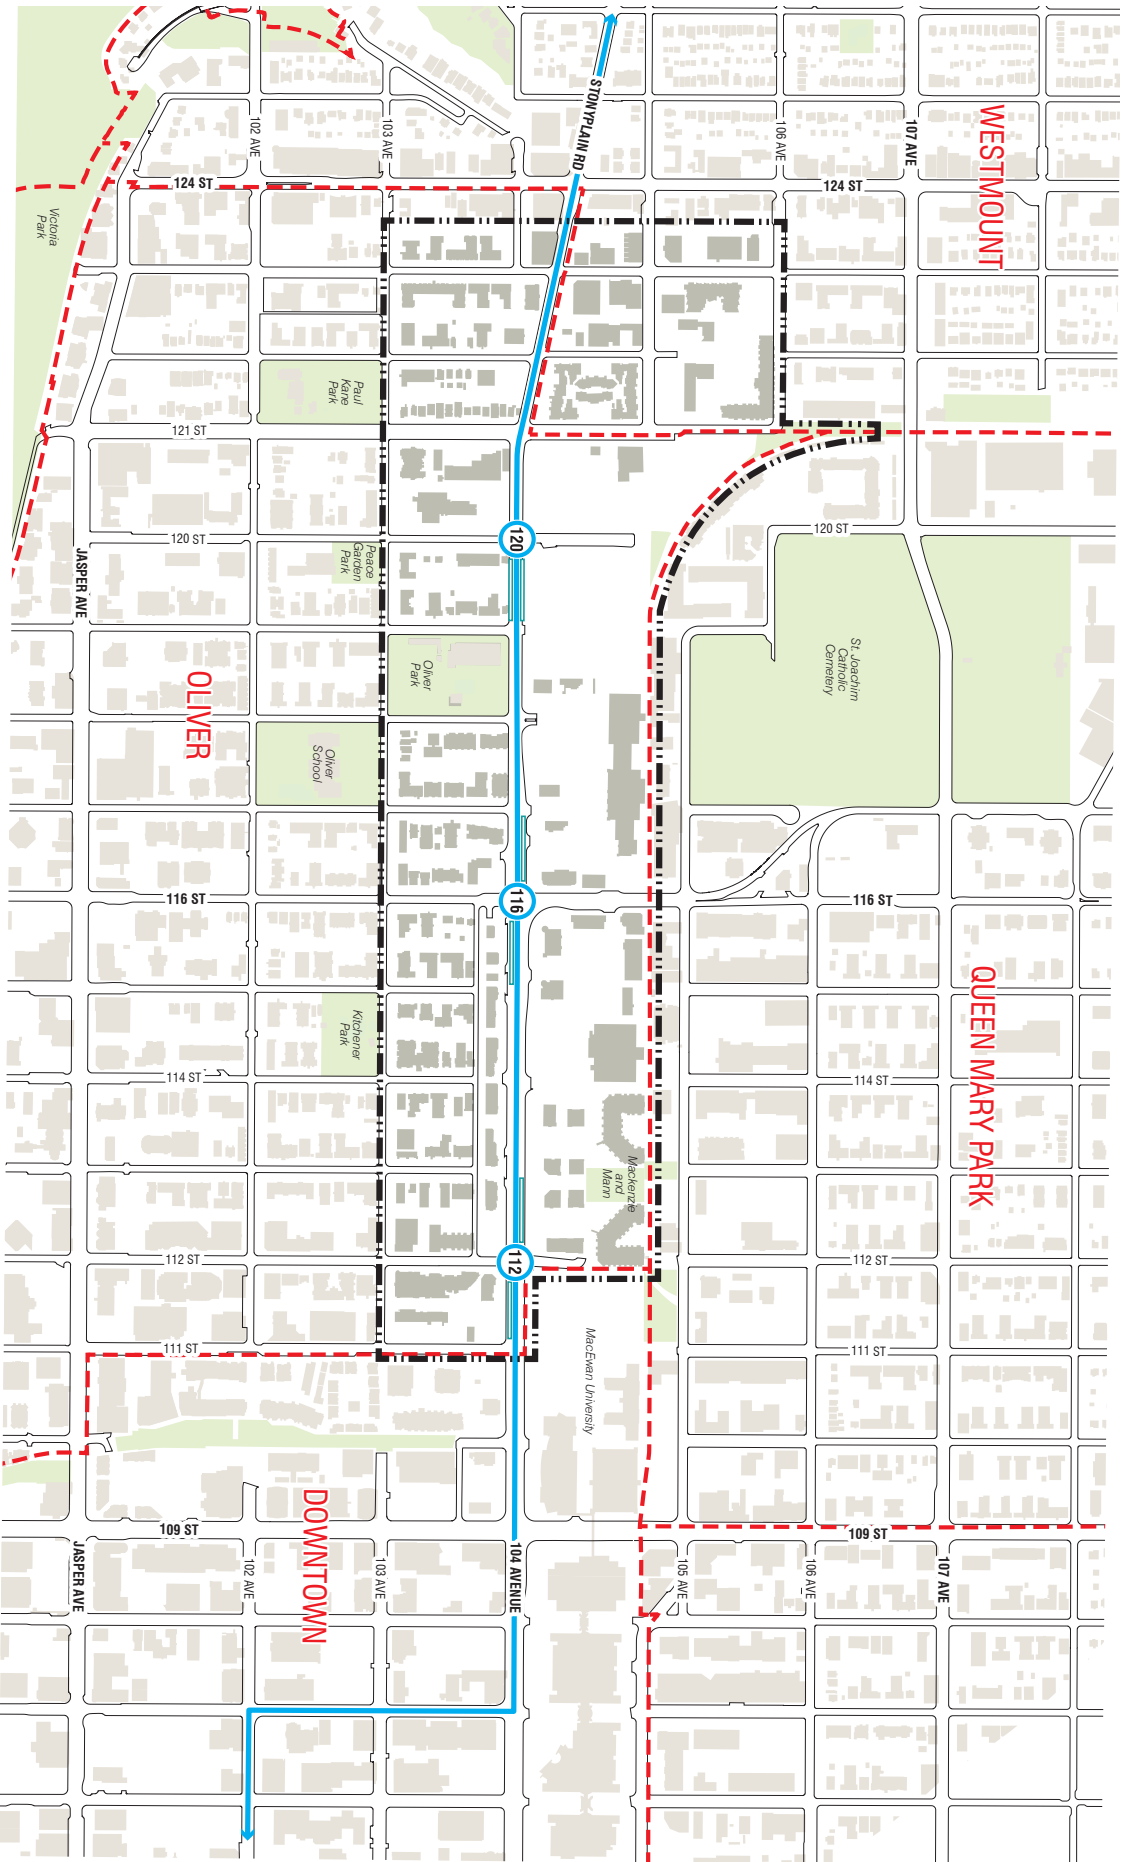 STONYPLAIN RD
WESTMOUNT
102 AVE
103 AVE
106 AVE
107 AVE
124 ST
124 ST
Victoria
Park
Paul
Kane
Park
121 ST
120 ST
120 ST
120
Peace
Garden
Park
JASPER AVE
OLIVER
Oliver
Park
Oliver
School
St. Joachim
Catholic
Cemetery
116 ST
116
116 ST
QUEEN MARY PARK
Kitchener
Park
114 ST
114 ST
Mackenzie
and
Mann
112 ST
112
112 ST
111 ST
111 ST
MacEwan University
DOWNTOWN
109 ST
109 ST
JASPER AVE
102 AVE
103 AVE
104 AVENUE
105 AVE
106 AVE
107 AVE